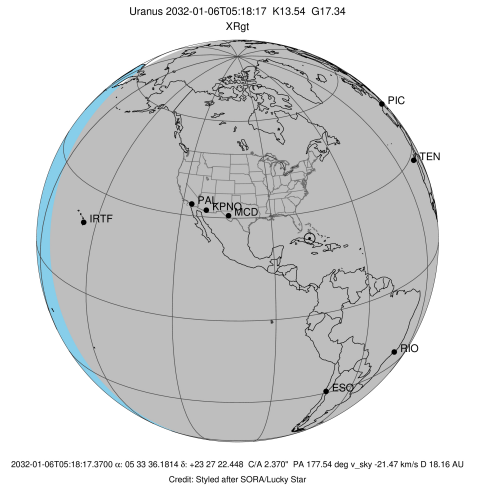 Uranus 2032-01-06T05:18:17 K13.54 G17.34
XRgt
PIC
TEN
PAL
KPNO
MCD
IRTF
RIO
ESO
2032-01-06T05:18:17.3700 α: 05 33 36.1814 δ: +23 27 22.448 C/A 2.370" PA 177.54 deg v_sky -21.47 km/s D 18.16 AU
Credit: Styled after SORA/Lucky Star